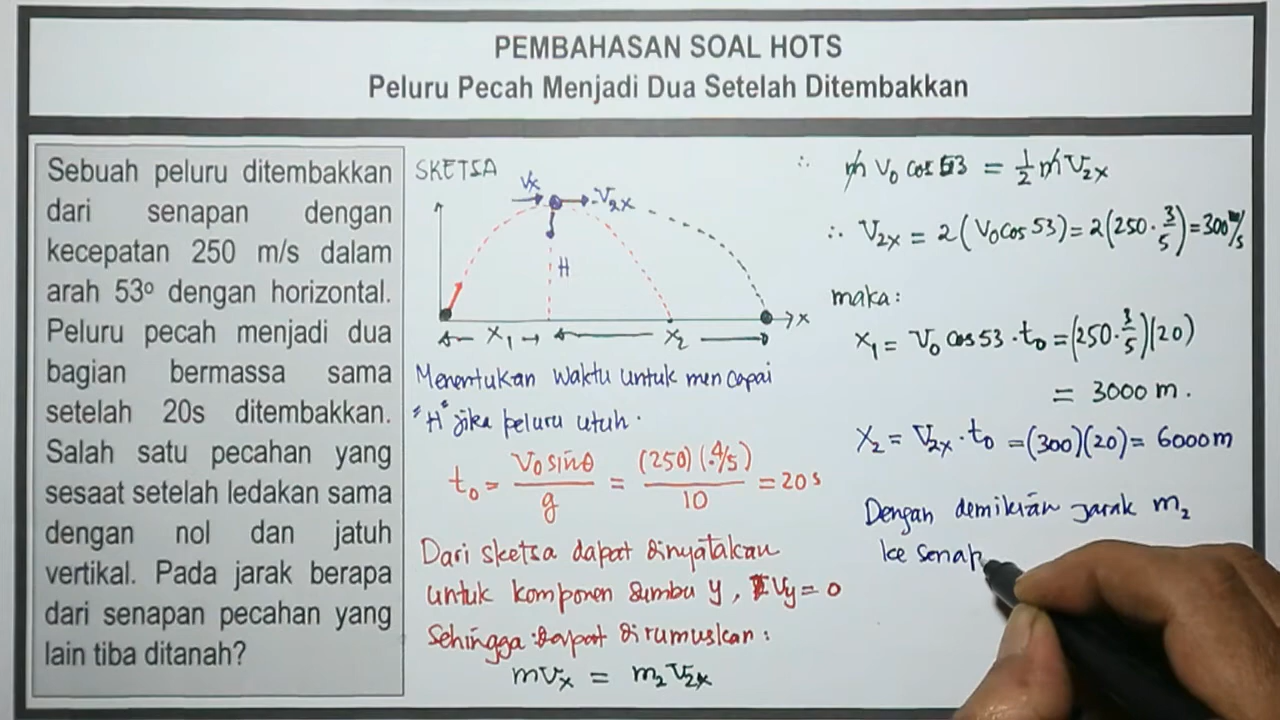 PEMBAHASAN SOAL HOTS
Peluru Pecah Menjadi Dua Setelah Ditembakkan
Sebuah peluru ditembakkan
dari senapan dengan
kecepatan 250 m/s dalam
arah 53⁰ dengan horizontal.
Peluru pecah menjadi dua
bagian bermassa sama
setelah 20s ditembakkan.
Salah satu pecahan yang
sesaat setelah ledakan sama
dengan nol dan jatuh
vertikal. Pada jarak berapa
dari senapan pecahan yang
lain tiba ditanah?
SKETSA
Vx
V2x
H
x
X1
X2
Menentukan waktu untuk mencapai
"H" jika peluru utuh.
t0 = V0 sinθ / g = (250)(4/5) / 10 = 20s
Dari sketsa dapat dinyatakan
untuk komponen sumbu y, Vy = 0
Sehingga dapat dirumuskan:
mVx = m2V2x
∴ m V0 cos 53 = 1/2 m V2x
∴ V2x = 2(V0 cos 53) = 2(250 · 3/5) = 300 m/s
maka:
X1 = V0 cos 53 · t0 = (250 · 3/5)(20)
= 3000 m.
X2 = V2x · t0 = (300)(20) = 6000 m
Dengan demikian jarak m2
ke senap